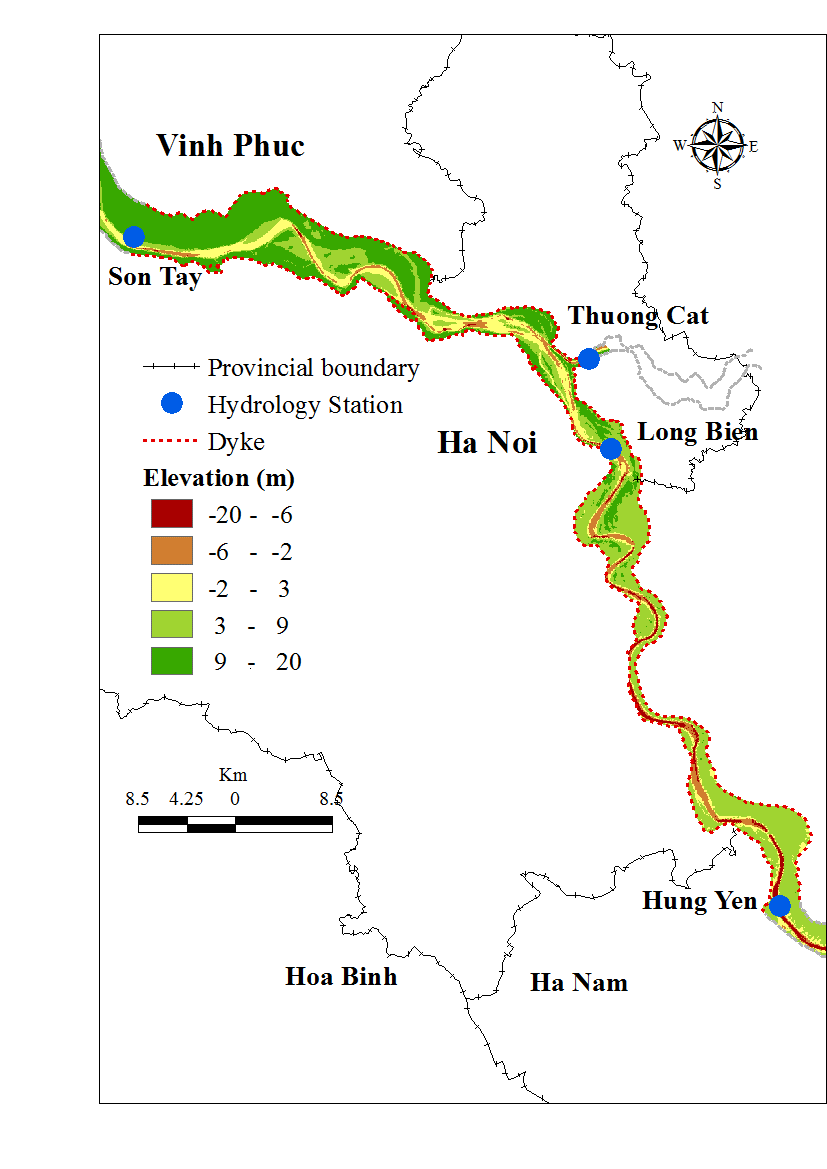 N
W E
S
Vinh Phuc
Son Tay
Thuong Cat
Provincial boundary
Hydrology Station
Dyke
Ha Noi
Long Bien
Elevation (m)
-20 - -6
-6 - -2
-2 - 3
3 - 9
9 - 20
Km
8.5 4.25 0 8.5
Hung Yen
Hoa Binh
Ha Nam